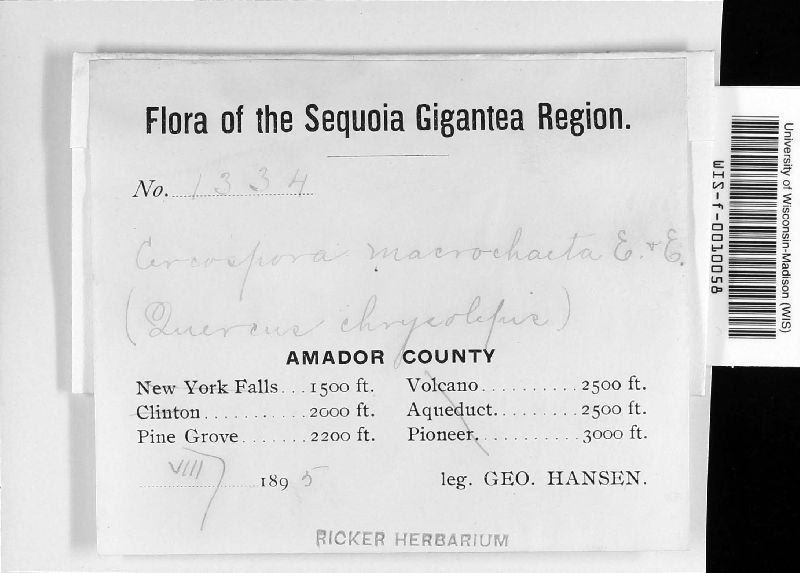 Flora of the Sequoia Gigantea Region.
No. 1334
Cercospora macrochaeta E. & E.
(Quercus chrysolepis)
AMADOR COUNTY
New York Falls...1500 ft. Volcano..........2500 ft.
Clinton............2000 ft. Aqueduct..........2500 ft.
Pine Grove.......2200 ft. Pioneer...........3000 ft.
VIII 1895 leg. GEO. HANSEN.
RICKER HERBARIUM
WIS-f-0010058
University of Wisconsin-Madison (WIS)